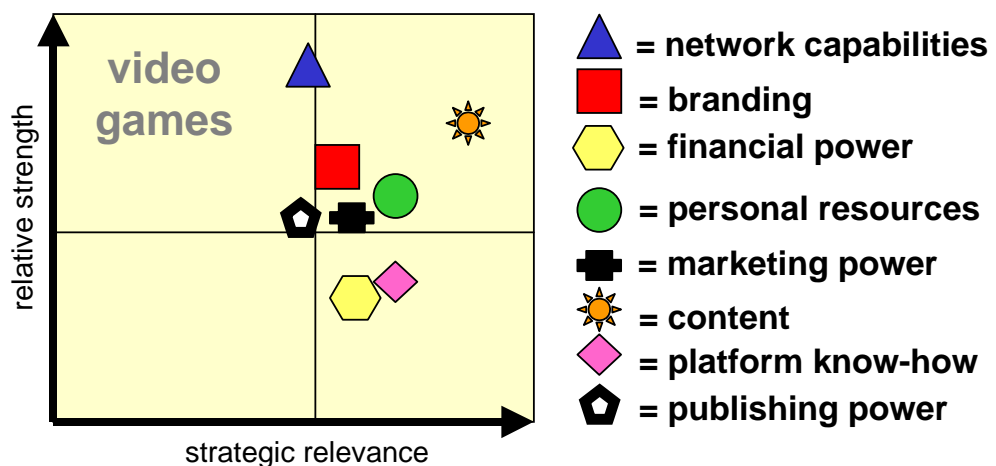 video
games
relative strength
strategic relevance
= network capabilities
= branding
= financial power
= personal resources
= marketing power
= content
= platform know-how
= publishing power